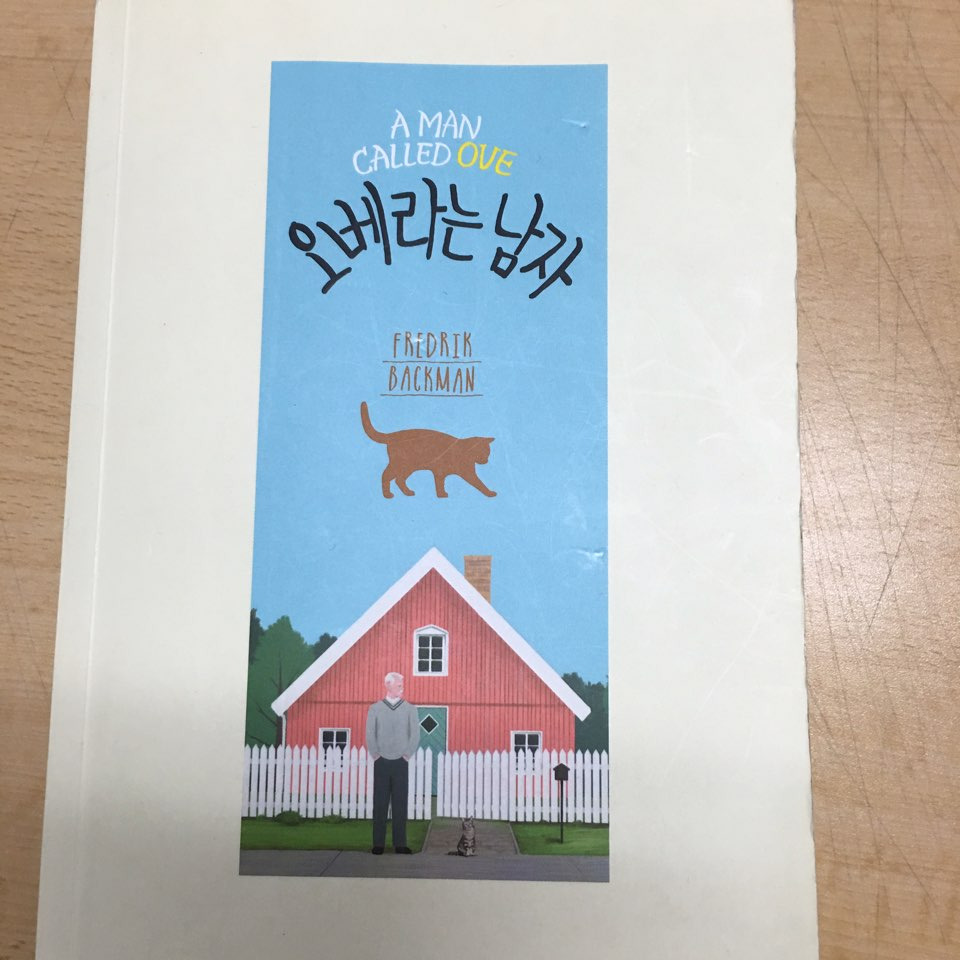 A MAN
CALLED OVE
오베라는 남자
FREDRIK
BACKMAN